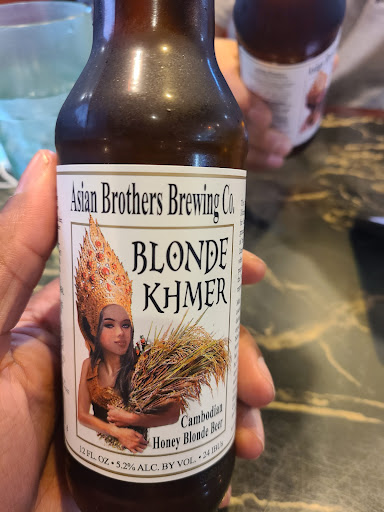 Asian Brothers Brewing Co.
BLONDE
KHMER
Cambodian
Honey Blonde Beer
12 FL. OZ • 5.2% ALC. BY VOL. • 24 IBUs